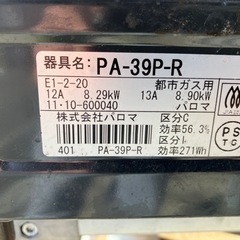 器具名: PA-39P-R
E1-2-20 都市ガス用
12A 8.29kW 13A 8.90kW
11・10-600040 パロマ
株式会社パロマ 区分C
効率56.3%
区分L
401 PA-39P-R 効率271Wh
PS
TC